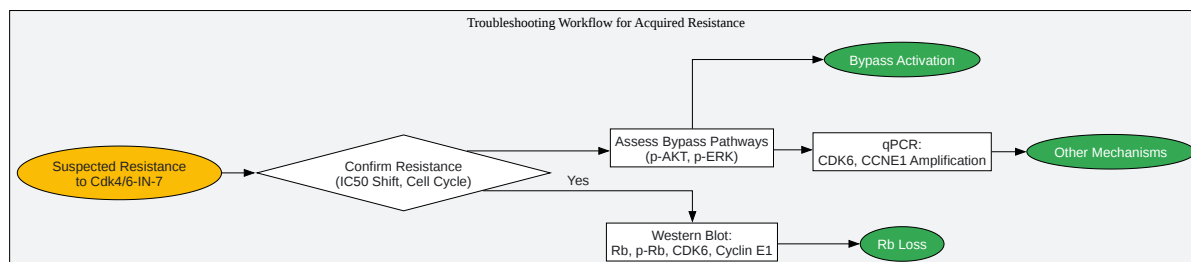 Troubleshooting Workflow for Acquired Resistance
Bypass Activation
Suspected Resistance
to Cdk4/6-IN-7
Confirm Resistance
(IC50 Shift, Cell Cycle)
Assess Bypass Pathways
(p-AKT, p-ERK)
qPCR:
CDK6, CCNE1 Amplification
Other Mechanisms
Yes
Western Blot:
Rb, p-Rb, CDK6, Cyclin E1
Rb Loss